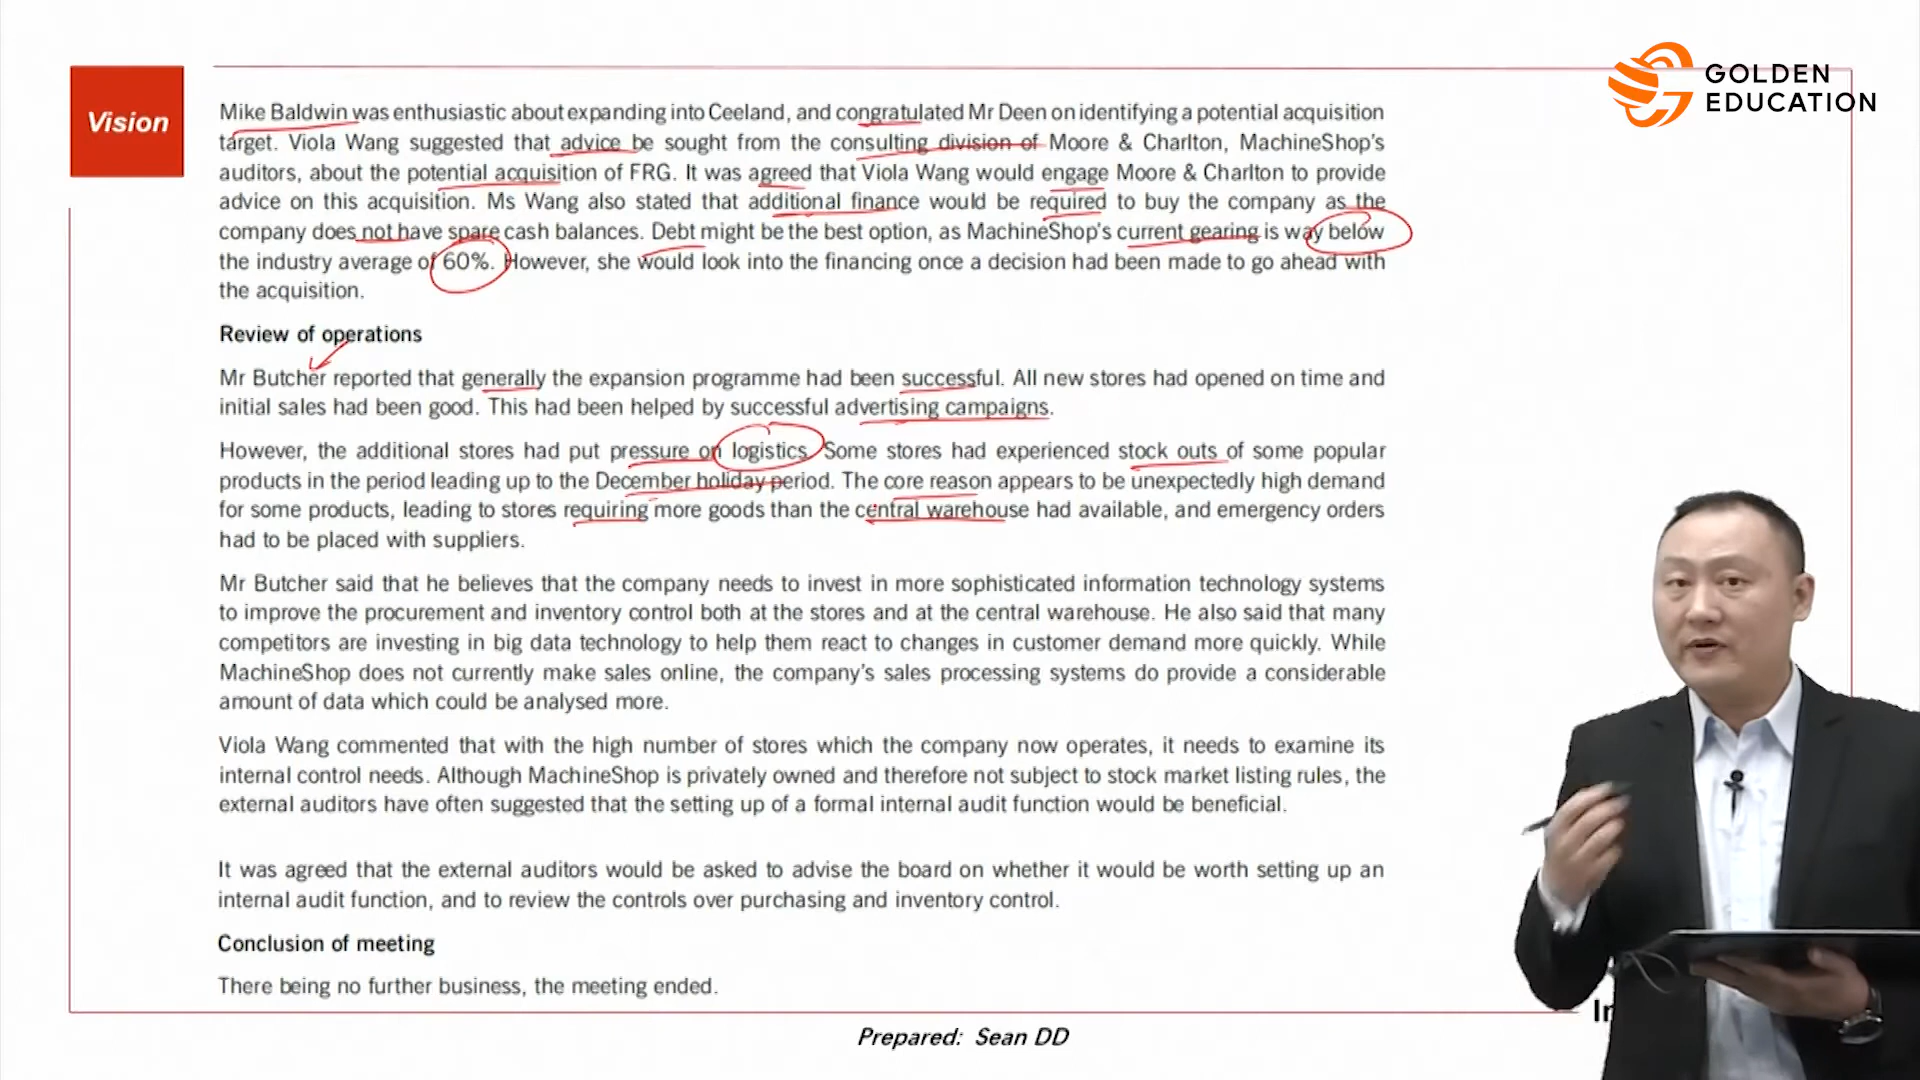 GOLDEN
EDUCATION
Vision
Mike Baldwin was enthusiastic about expanding into Ceeland, and congratulated Mr Deen on identifying a potential acquisition
target. Viola Wang suggested that advice be sought from the consulting division of Moore & Charlton, MachineShop's
auditors, about the potential acquisition of FRG. It was agreed that Viola Wang would engage Moore & Charlton to provide
advice on this acquisition. Ms Wang also stated that additional finance would be required to buy the company as the
company does not have spare cash balances. Debt might be the best option, as MachineShop's current gearing is way below
the industry average of 60%. However, she would look into the financing once a decision had been made to go ahead with
the acquisition.
Review of operations
Mr Butcher reported that generally the expansion programme had been successful. All new stores had opened on time and
initial sales had been good. This had been helped by successful advertising campaigns.
However, the additional stores had put pressure on logistics. Some stores had experienced stock outs of some popular
products in the period leading up to the December holiday period. The core reason appears to be unexpectedly high demand
for some products, leading to stores requiring more goods than the central warehouse had available, and emergency orders
had to be placed with suppliers.
Mr Butcher said that he believes that the company needs to invest in more sophisticated information technology systems
to improve the procurement and inventory control both at the stores and at the central warehouse. He also said that many
competitors are investing in big data technology to help them react to changes in customer demand more quickly. While
MachineShop does not currently make sales online, the company's sales processing systems do provide a considerable
amount of data which could be analysed more.
Viola Wang commented that with the high number of stores which the company now operates, it needs to examine its
internal control needs. Although MachineShop is privately owned and therefore not subject to stock market listing rules, the
external auditors have often suggested that the setting up of a formal internal audit function would be beneficial.
It was agreed that the external auditors would be asked to advise the board on whether it would be worth setting up an
internal audit function, and to review the controls over purchasing and inventory control.
Conclusion of meeting
There being no further business, the meeting ended.
Prepared: Sean DD